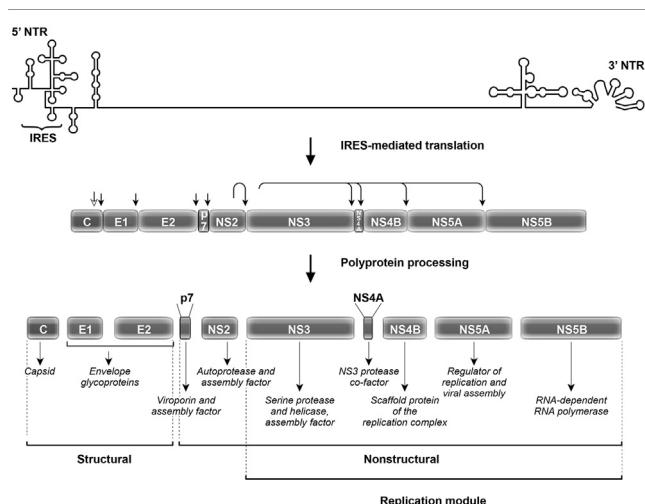 5' NTR
3' NTR
IRES
IRES-mediated translation
C E1 E2 p7 NS2 NS3 NS4B NS5A NS5B
Polyprotein processing
p7 NS4A
C E1 E2 NS2 NS3 NS4B NS5A NS5B
Capsid
Envelope
glycoproteins
Viroporin and
assembly factor
Autoprotease and
assembly factor
Serine protease
and helicase,
assembly factor
NS3 protease
co-factor
Scaffold protein
of the
replication complex
Regulator of
replication and
viral assembly
RNA-dependent
RNA polymerase
Structural
Nonstructural
Replication module